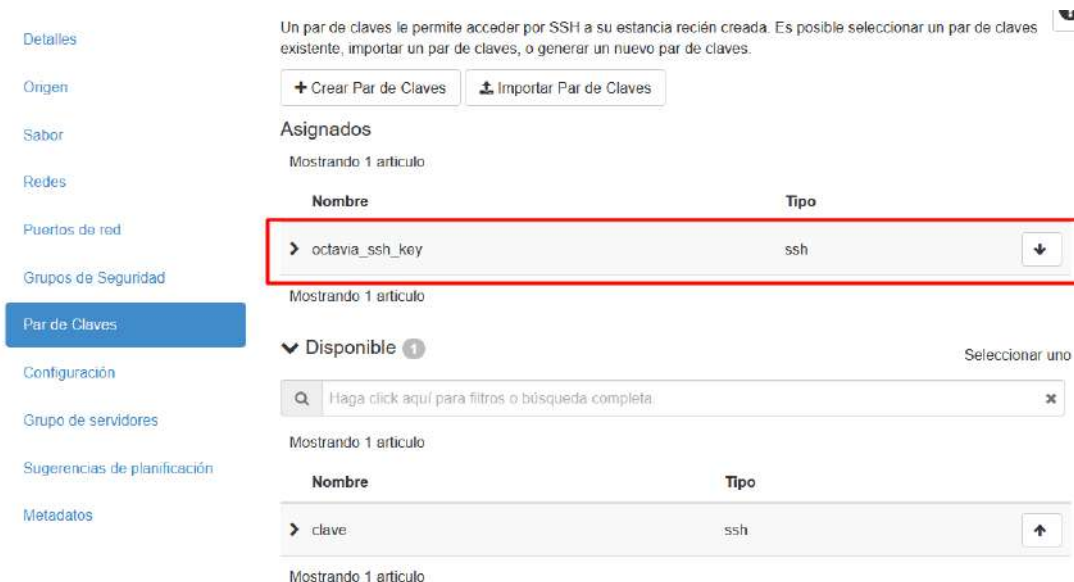 Detalles
Origen
Sabor
Redes
Puertos de red
Grupos de Seguridad
Par de Claves
Configuración
Grupo de servidores
Sugerencias de planificación
Metadatos
Un par de claves le permite acceder por SSH a su estancia recién creada. Es posible seleccionar un par de claves
existente, importar un par de claves, o generar un nuevo par de claves.
+ Crear Par de Claves Importar Par de Claves
Asignados
Mostrando 1 articulo
Nombre Tipo
octavia_ssh_key ssh
Mostrando 1 articulo
Disponible 1 Seleccionar uno
Haga click aquí para filtros o búsqueda completa.
Mostrando 1 articulo
Nombre Tipo
clave ssh
Mostrando 1 articulo